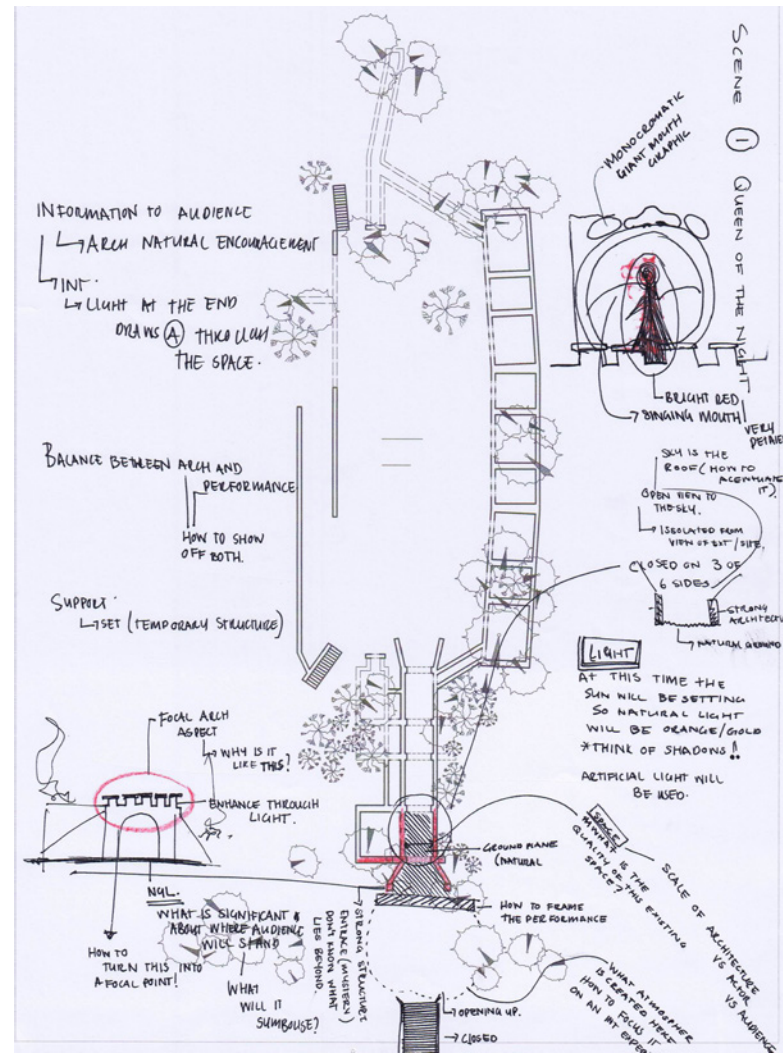 SCENE ① QUEEN OF THE NIGHT
MONOCROMATIC
GIANT MOUTH
GRAPHIC
BRIGHT RED
SINGING MOUTH
VERY
INFORMATION TO AUDIENCE
ARCH NATURAL ENCOURAGEMENT
INT.
LIGHT AT THE END
DRAWS Ⓐ THROUGH
THE SPACE.
BALANCE BETWEEN ARCH AND
PERFORMANCE
HOW TO SHOW
OFF BOTH.
SUPPORT
SET (TEMPORARY STRUCTURE)
SKY IS THE
ROOF (HOW TO
IT).
OPEN
THE SKY.
ISOLATED FROM
VIEW OF EXT/SITE.
CLOSED ON 3 OF
6 SIDES
STRONG
ARCHITECTU
NATURAL GROUND
LIGHT
AT THIS TIME THE
SUN WILL BE SETTING
SO NATURAL LIGHT
WILL BE ORANGE/GOLD
*THINK OF SHADOWS!!
ARTIFICIAL LIGHT WILL
BE USED.
FOCAL ARCH
ASPECT
WHY IS IT
LIKE THIS?
ENHANCE THROUGH
LIGHT.
NGL.
WHAT IS SIGNIFICANT
ABOUT WHERE AUDIENCE
WILL STAND
WHAT
WILL IT
SUMBOLISE?
HOW TO
TURN THIS INTO
A FOCAL POINT!
STRONG STRUCTURE
ENTRACE (MYSTERY)
DON'T KNOW WHAT
LIES BEYOND
GROUND PLANE
(NATURAL
HOW TO FRAME
THE PERFORMANCE
SPACE
WHAT IS THE
QUALITY OF THIS EXISTING
SPACE?
SCALE OF ARCHITECTURE
VS ACTOR
VS AUDIENCE
WHAT ATMOSPHER
IS CREATED HERE
HOW TO FOCUS IT
ON AN
OPENING UP.
CLOSED